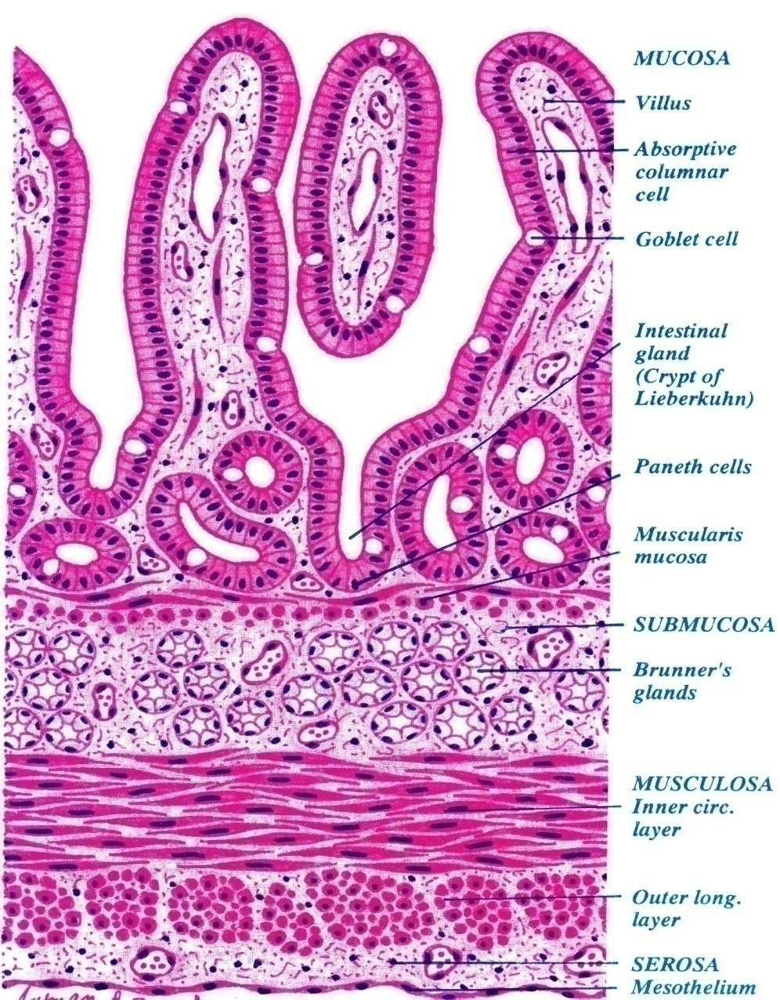 MUCOSA
Villus
Absorptive
columnar
cell
Goblet cell
Intestinal
gland
(Crypt of
Lieberkuhn)
Paneth cells
Muscularis
mucosa
SUBMUCOSA
Brunner's
glands
MUSCULOSA
Inner circ.
layer
Outer long.
layer
SEROSA
Mesothelium